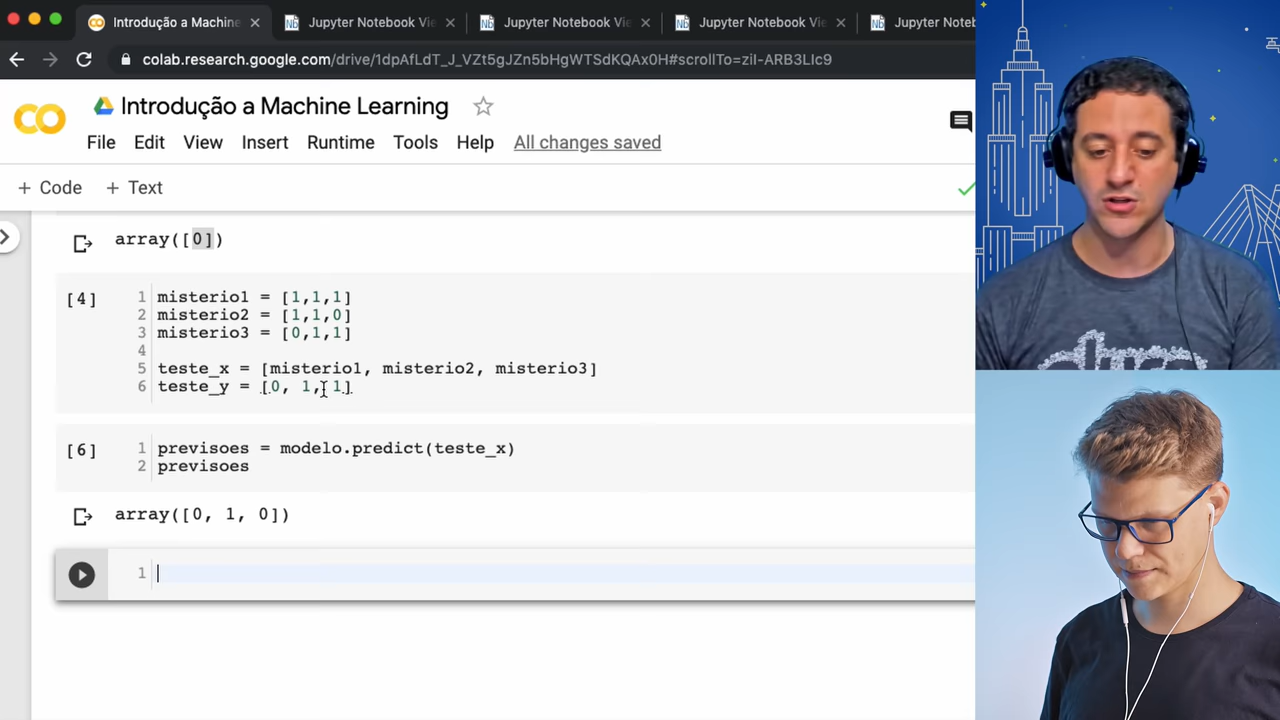 Introdução a Machine
Jupyter Notebook Vie
Jupyter Notebook Vie
Jupyter Notebook Vie
Jupyter Note
colab.research.google.com/drive/1dpAfLdT_J_VZt5gJZn5bHgWTSdKQAx0H#scrollTo=ziI-ARB3LIc9
CO Introdução a Machine Learning
File Edit View Insert Runtime Tools Help All changes saved
+ Code + Text
array([0])
[4]
1 misterio1 = [1,1,1]
2 misterio2 = [1,1,0]
3 misterio3 = [0,1,1]
4
5 teste_x = [misterio1, misterio2, misterio3]
6 teste_y = [0, 1, 1]
[6]
1 previsoes = modelo.predict(teste_x)
2 previsoes
array([0, 1, 0])
1